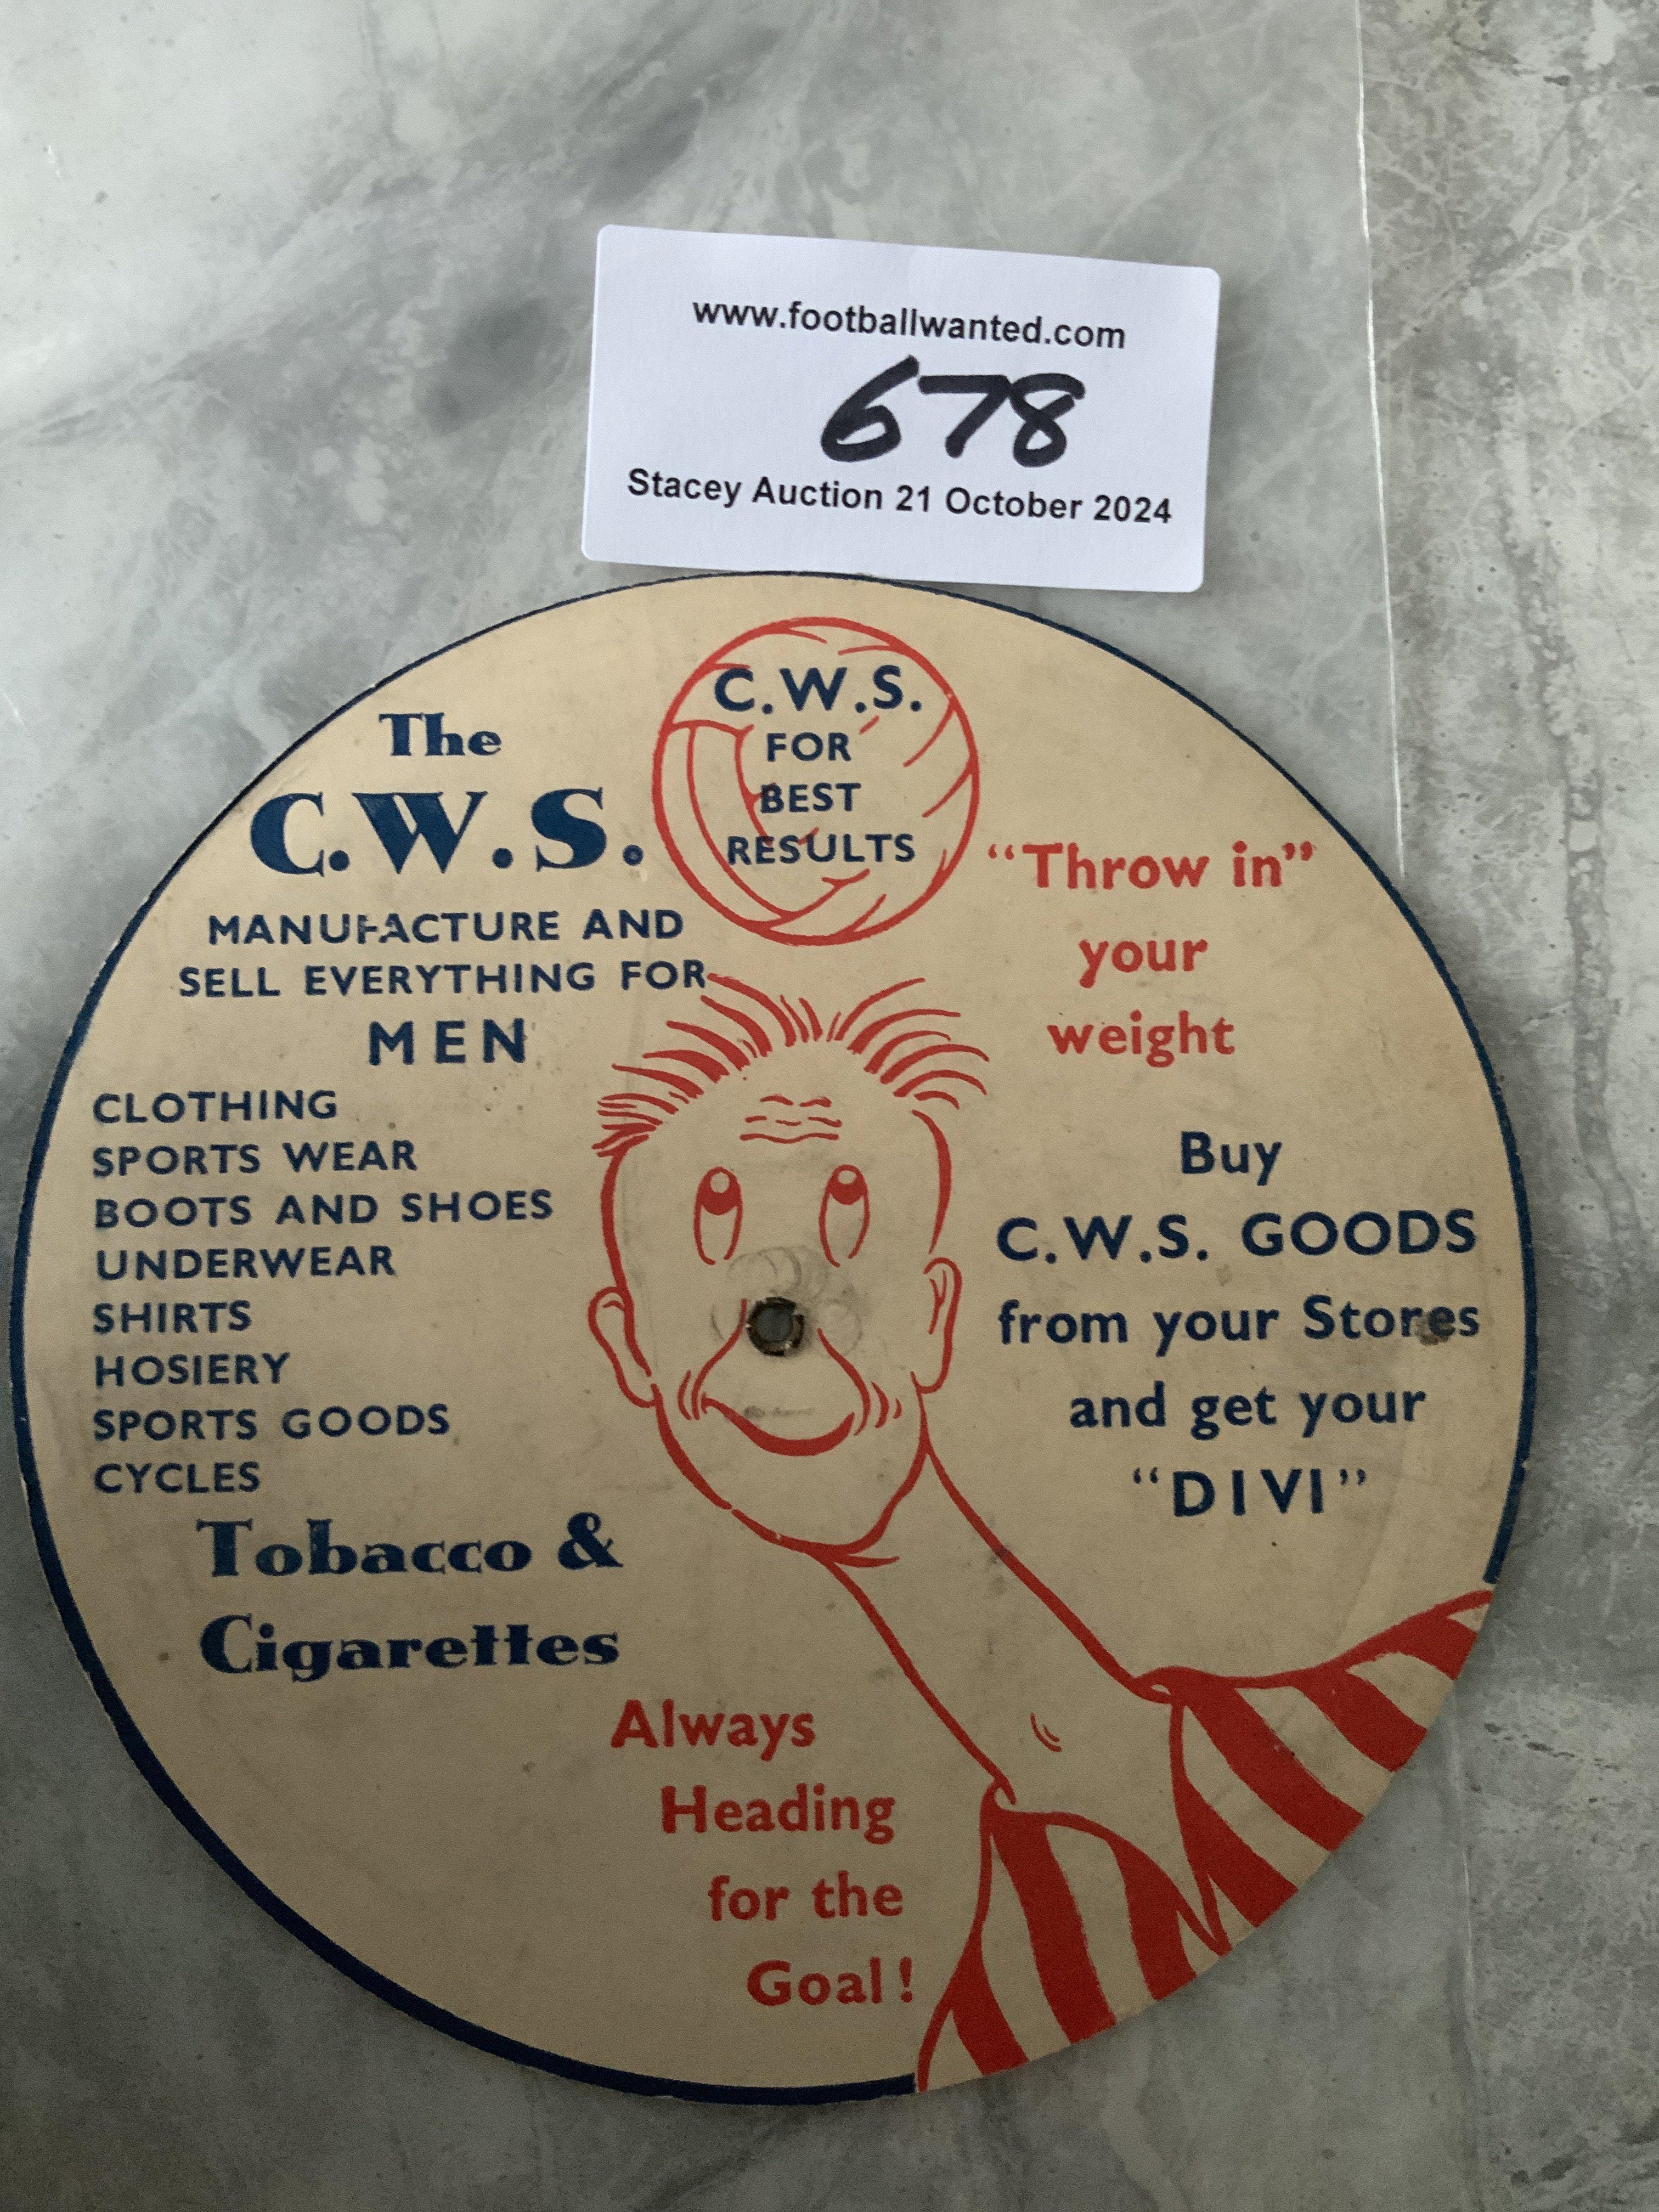 www.footballwanted.com
678
Stacey Auction 21 October 2024
C.W.S.
FOR
BEST
RESULTS
The
C.W.S.
MANUFACTURE AND
SELL EVERYTHING FOR
MEN
CLOTHING
SPORTS WEAR
BOOTS AND SHOES
UNDERWEAR
SHIRTS
HOSIERY
SPORTS GOODS
CYCLES
Tobacco &
Cigarettes
"Throw in"
your
weight
Buy
C.W.S. GOODS
from your Stores
and get your
"DIVI"
Always
Heading
for the
Goal!